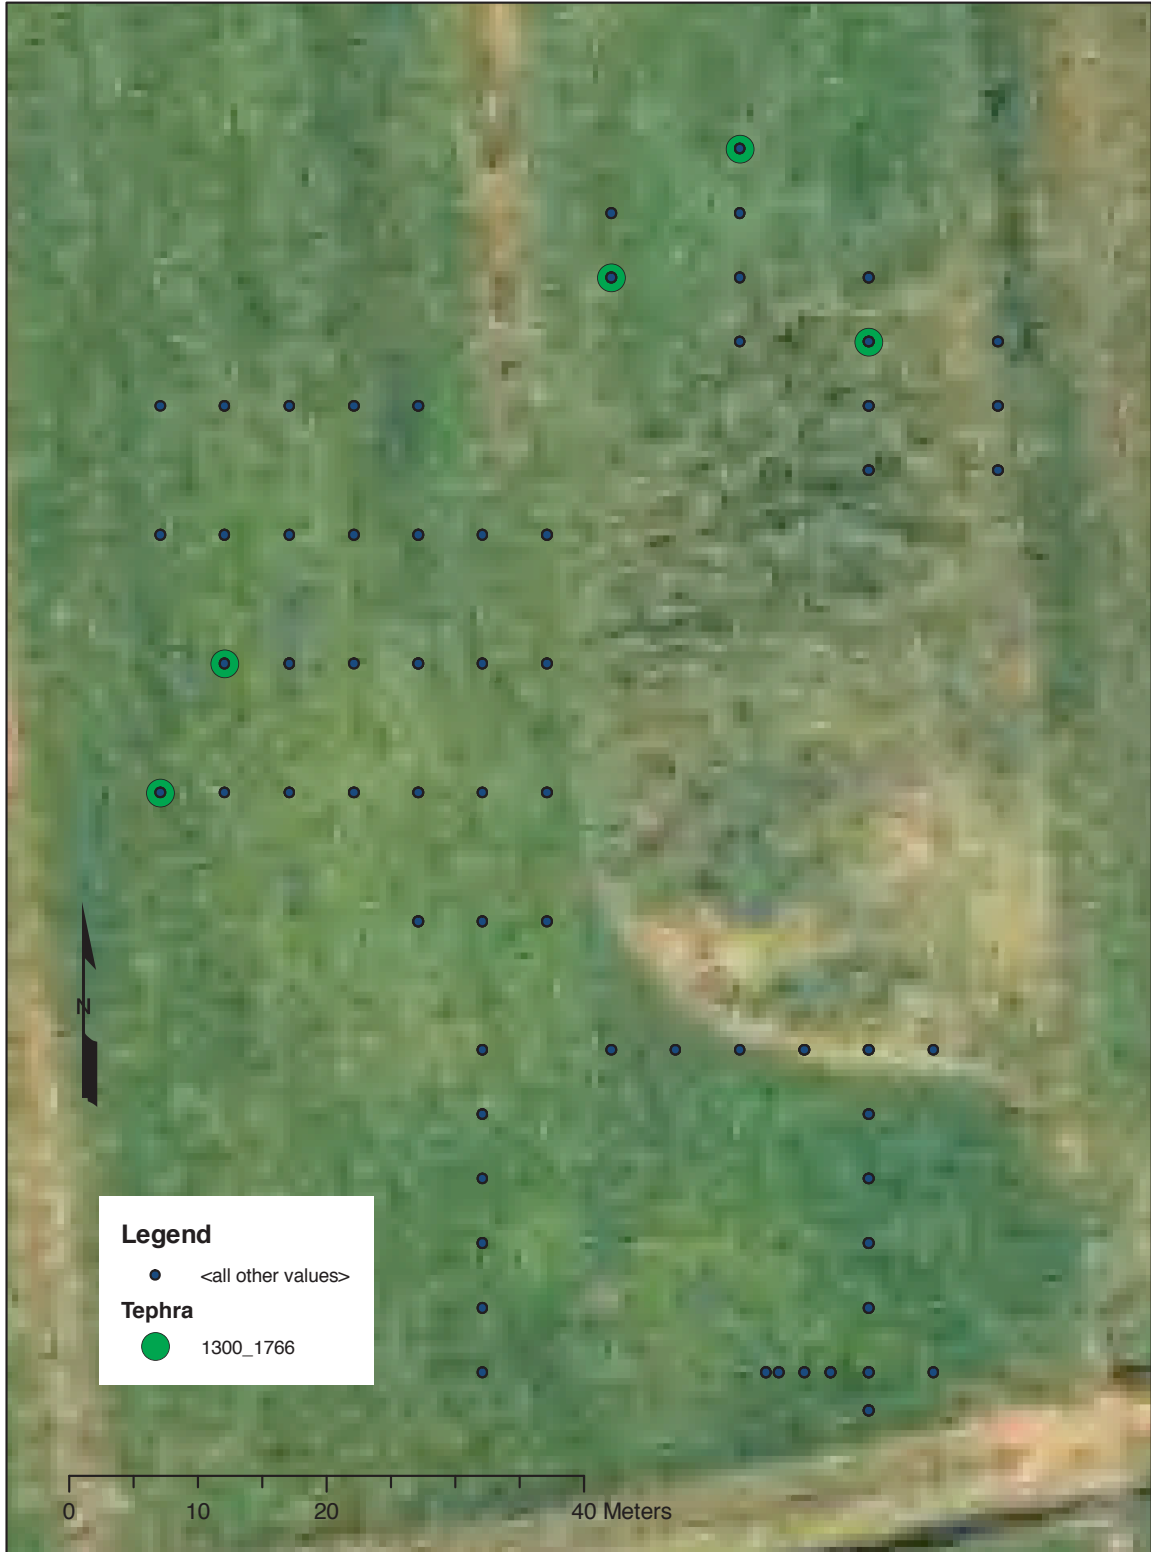 N
Legend
<all other values>
Tephra
1300_1766
0 10 20 40 Meters